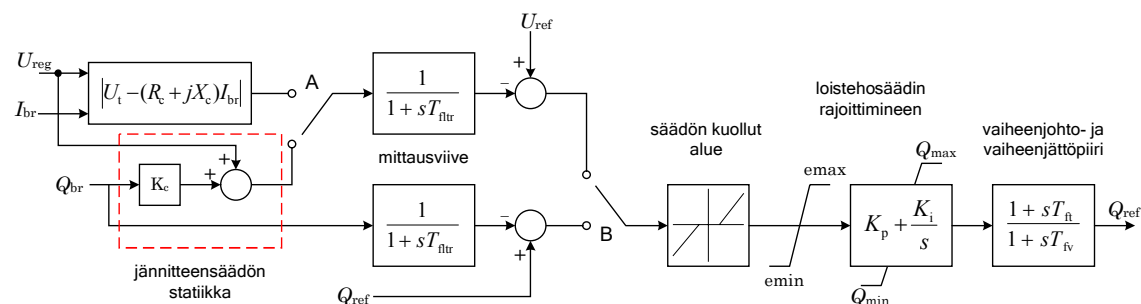 U_ref
U_reg
I_br
|U_t −(R_c + jX_c)I_br|
A
1
1 + sT_fltr
+
−
mittausviive
+
+
Q_br
K_c
jännitteensäädön
statiikka
1
1 + sT_fltr
−
+
Q_ref
B
säädön kuollut
alue
emax
emin
loistehosäädin
rajoittimineen
Q_max
K_p + K_i
s
Q_min
vaiheenjohto- ja
vaiheenjättöpiiri
1 + sT_ft
1 + sT_fv
Q_ref